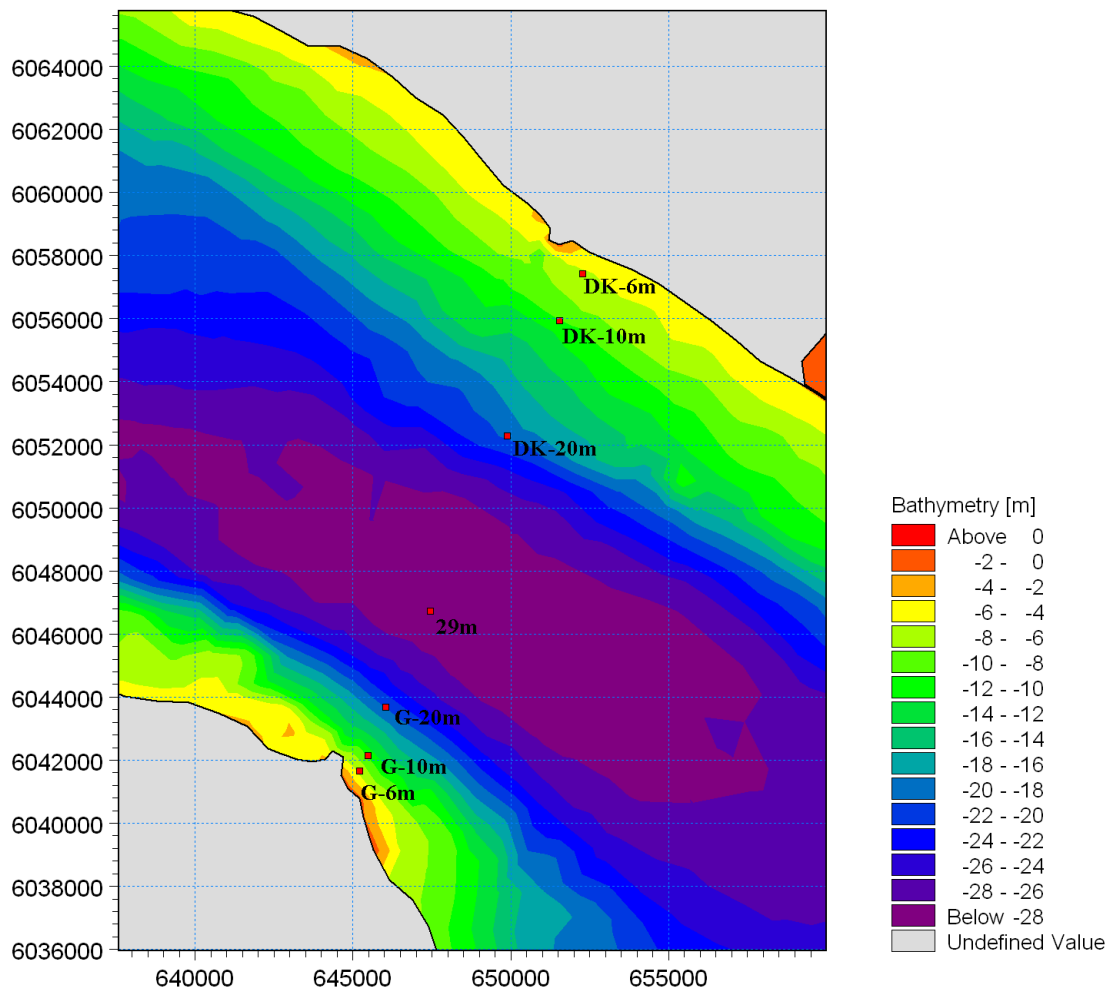 6064000
6062000
6060000
6058000
6056000
6054000
6052000
6050000
6048000
6046000
6044000
6042000
6040000
6038000
6036000
640000
645000
650000
655000
DK-6m
DK-10m
DK-20m
29m
G-20m
G-10m
G-6m
Bathymetry [m]
Above 0
-2 - 0
-4 - -2
-6 - -4
-8 - -6
-10 - -8
-12 - -10
-14 - -12
-16 - -14
-18 - -16
-20 - -18
-22 - -20
-24 - -22
-26 - -24
-28 - -26
Below -28
Undefined Value